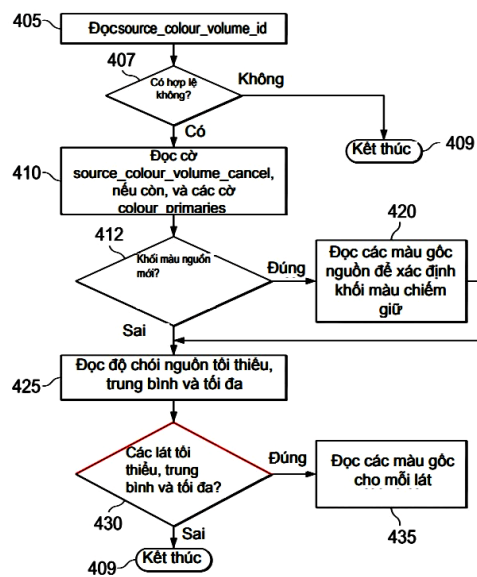 405
Đọc source_colour_volume_id
407
Có hợp lệ
không?
Không
Có
Kết thúc
409
410
Đọc cờ
source_colour_volume_cancel,
nếu còn, và các cờ
colour_primaries
412
Khối màu nguồn
mới?
Đúng
420
Đọc các màu gốc
nguồn để xác định
khối màu chiếm
giữ
Sai
425
Đọc độ chói nguồn tối thiểu,
trung bình và tối đa
Các lát tối
thiểu, trung
bình và tối đa?
Đúng
Đọc các màu gốc
cho mỗi lát
430
435
Sai
409
Kết thúc